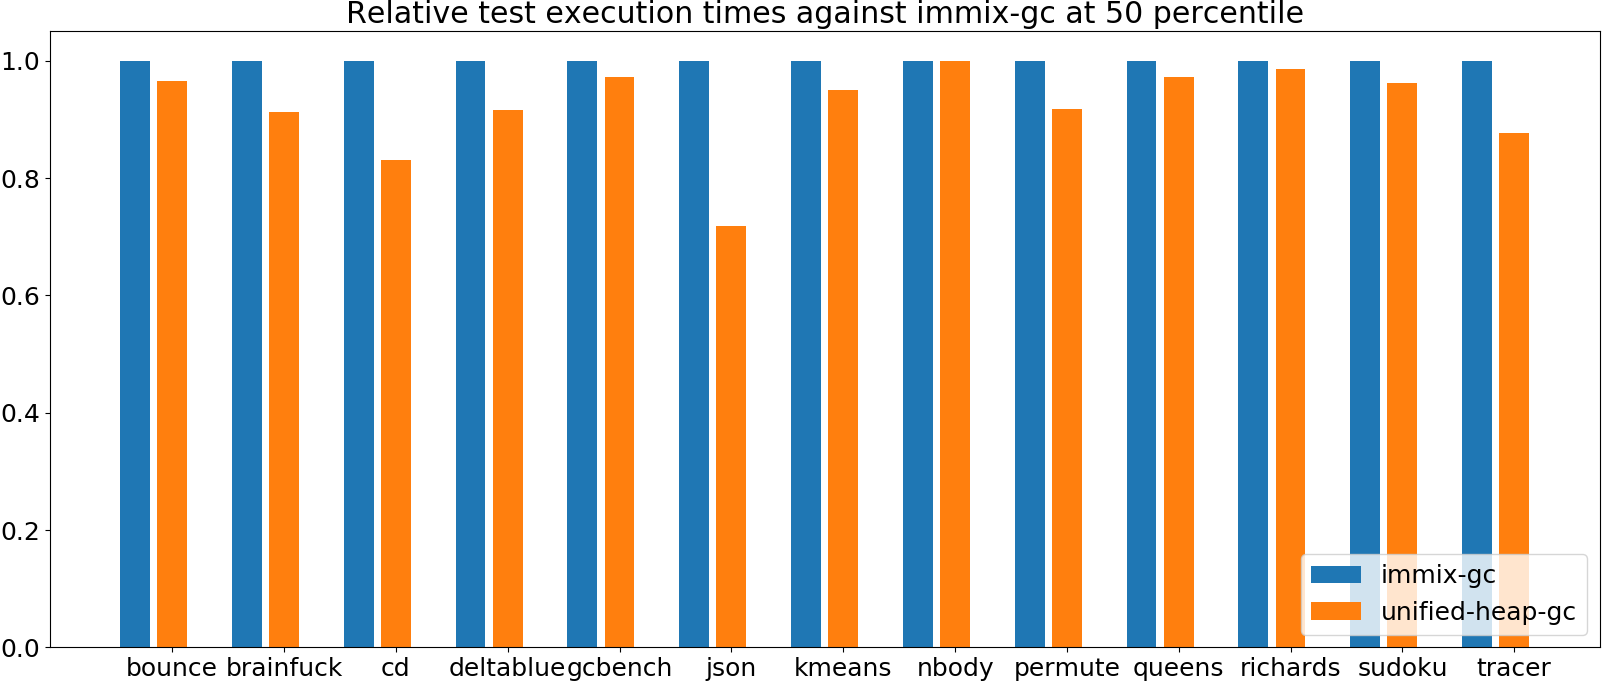 Relative test execution times against immix-gc at 50 percentile
1.0
0.8
0.6
0.4
0.2
0.0
immix-gc
unified-heap-gc
bounce brainfuck cd deltablue gcbench json kmeans nbody permute queens richards sudoku tracer